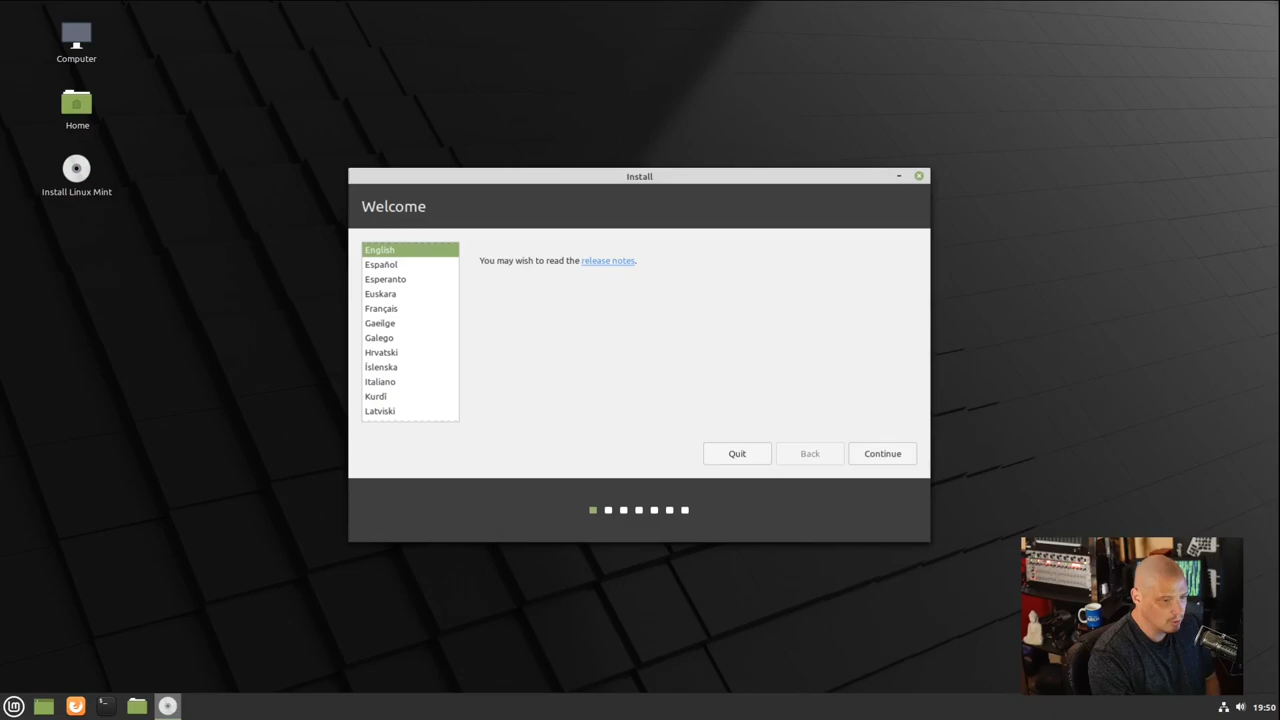 Computer
Home
Install Linux Mint
Install
Welcome
English
Español
Esperanto
Euskara
Français
Gaeilge
Galego
Hrvatski
Íslenska
Italiano
Kurdî
Latviski
You may wish to read the release notes.
Quit
Back
Continue
19:50